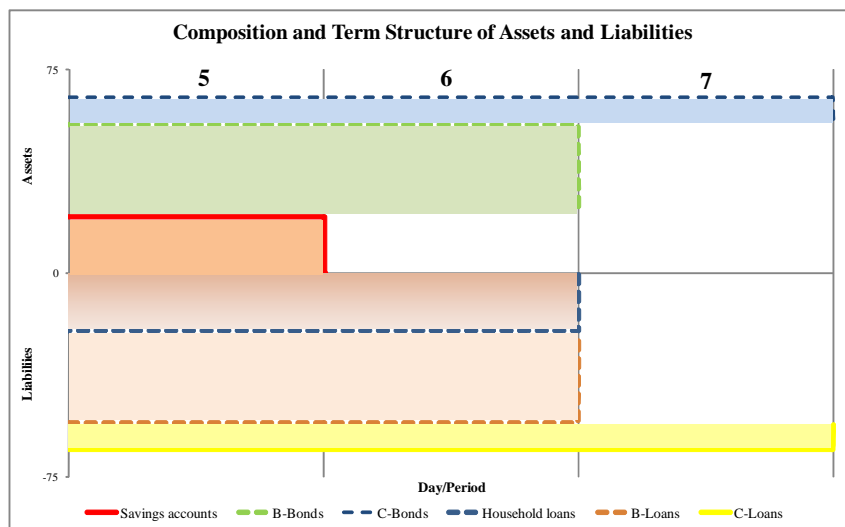 Composition and Term Structure of Assets and Liabilities
75
5 6 7
Assets
0
Liabiliies
-75
Day/Period
Savings accounts B-Bonds C-Bonds Household loans B-Loans C-Loans